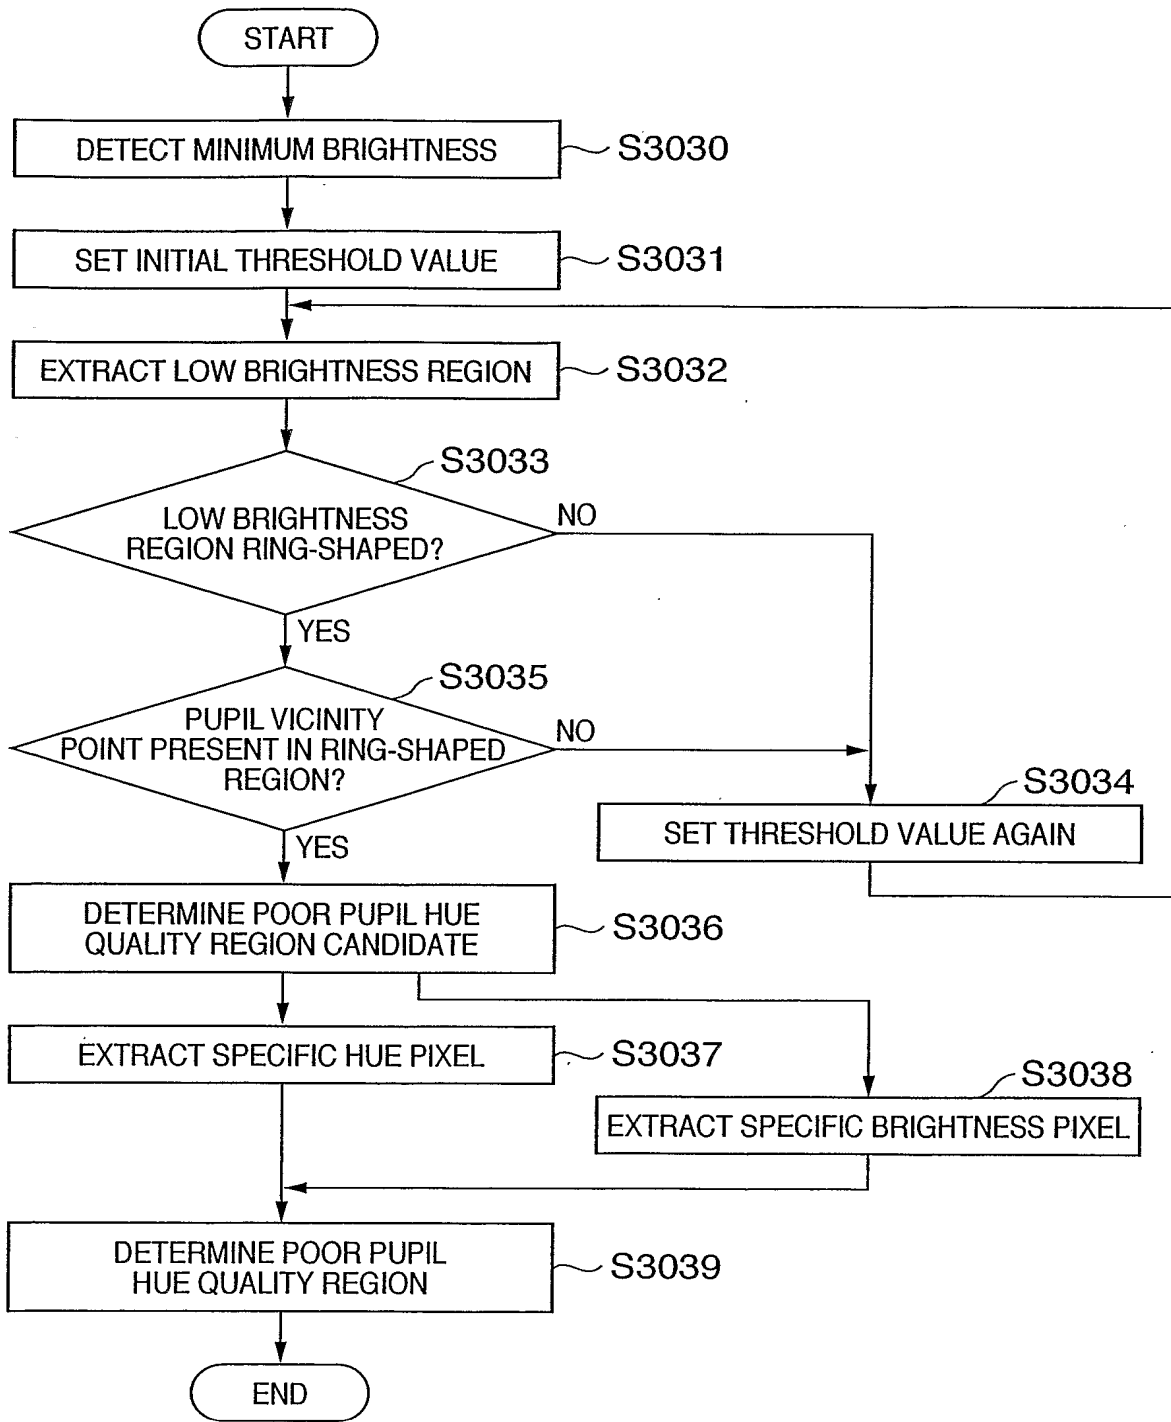 START
DETECT MINIMUM BRIGHTNESS
S3030
SET INITIAL THRESHOLD VALUE
S3031
EXTRACT LOW BRIGHTNESS REGION
S3032
S3033
LOW BRIGHTNESS
REGION RING-SHAPED?
NO
YES
S3035
PUPIL VICINITY
POINT PRESENT IN RING-SHAPED
REGION?
NO
YES
S3034
SET THRESHOLD VALUE AGAIN
DETERMINE POOR PUPIL HUE
QUALITY REGION CANDIDATE
S3036
EXTRACT SPECIFIC HUE PIXEL
S3037
S3038
EXTRACT SPECIFIC BRIGHTNESS PIXEL
DETERMINE POOR PUPIL
HUE QUALITY REGION
S3039
END